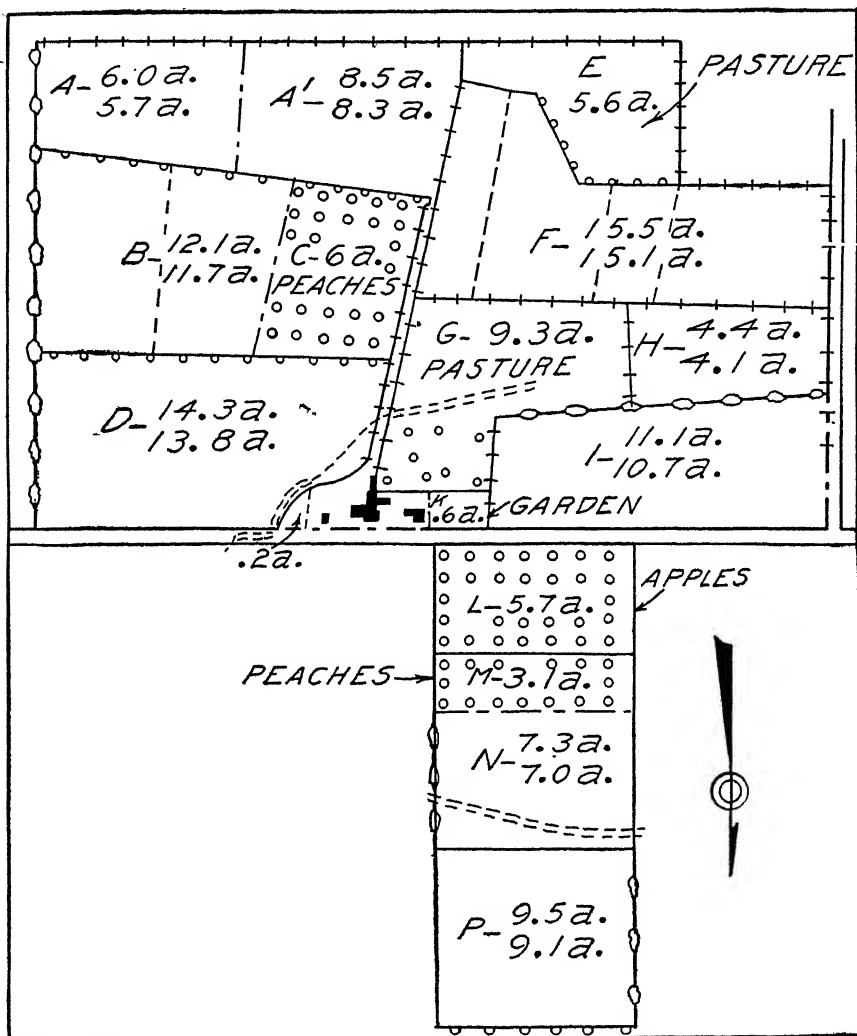 A- 6.0a.
5.7a.
A' 8.5a.
-8.3a.
E
5.6a.
PASTURE
B- 12.1a.
11.7a.
C-6a.
PEACHES
F- 15.5a.
15.1a.
G- 9.3a.
PASTURE
H- 4.4a.
4.1a.
D- 14.3a.
13.8a.
I- 11.1a.
10.7a.
K
.6a.
GARDEN
.2a.
L-5.7a.
APPLES
PEACHES
M-3.1a.
N- 7.3a.
7.0a.
P- 9.5a.
9.1a.